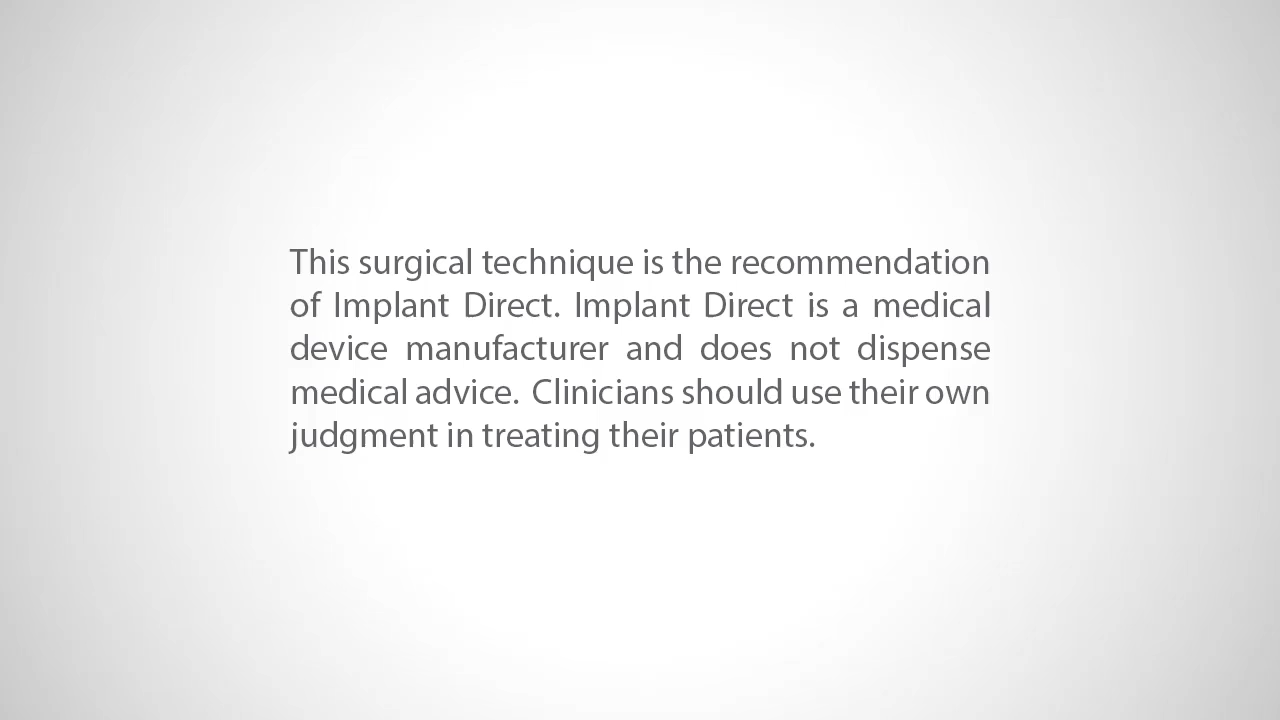 This surgical technique is the recommendation
of Implant Direct. Implant Direct is a medical
device manufacturer and does not dispense
medical advice.  Clinicians should use their own
judgment in treating their patients.